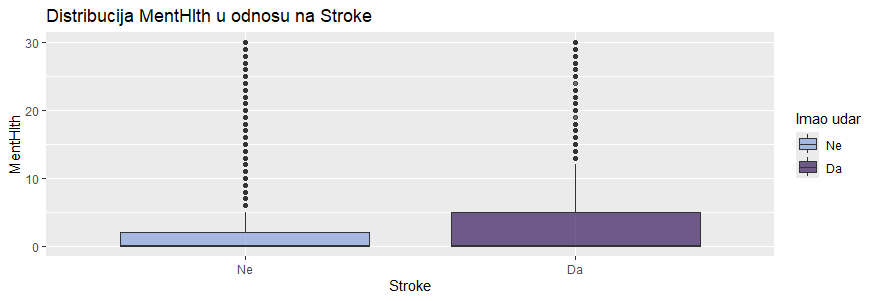 Distribucija MentHlth u odnosu na Stroke
30
20
10
0
MentHlth
Ne
Da
Stroke
Imao udar
Ne
Da